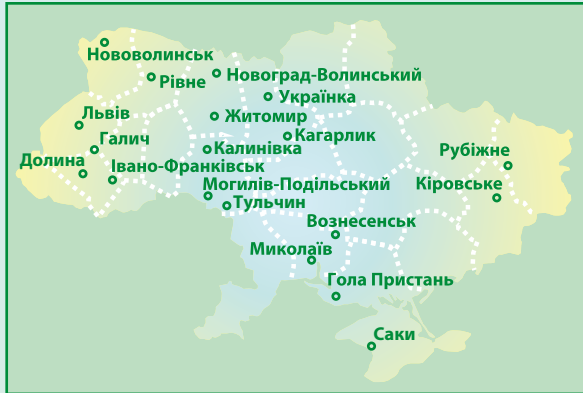 Нововолинськ
Рівне
Новоград-Волинський
Українка
Львів
Житомир
Галич
Кагарлик
Калинівка
Рубіжне
Долина
Івано-Франківськ
Могилів-Подільський
Кіровське
Тульчин
Вознесенськ
Миколаїв
Гола Пристань
Саки